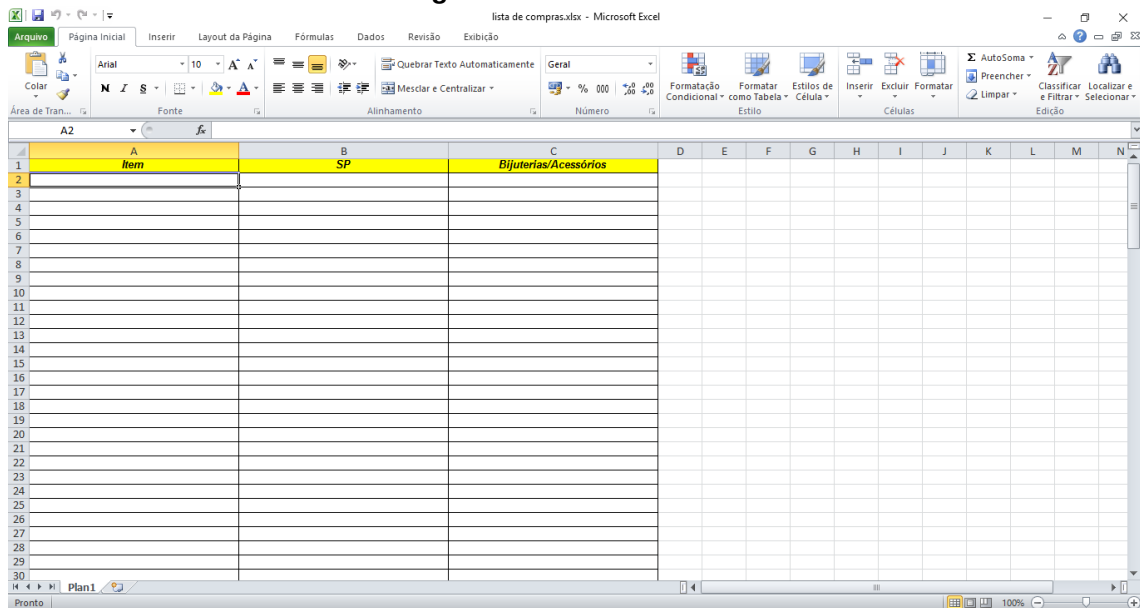 lista de compras.xlsx - Microsoft Excel
Arquivo Página Inicial Inserir Layout da Página Fórmulas Dados Revisão Exibição
Colar
Área de Tran...
Arial 10 A A
N I S A
Fonte
Quebrar Texto Automaticamente
Mesclar e Centralizar
Alinhamento
Geral
% 000 ,0 ,00 ,00 ,0
Número
Formatação Condicional
Formatar como Tabela
Estilos de Célula
Estilo
Inserir Excluir Formatar
Células
Σ AutoSoma
Preencher
Limpar
Classificar e Filtrar
Localizar e Selecionar
Edição
A2 fx
A B C D E F G H I J K L M N
1 Item SP Bijuterias/Acessórios
2
3
4
5
6
7
8
9
10
11
12
13
14
15
16
17
18
19
20
21
22
23
24
25
26
27
28
29
30
Plan1
Pronto 100%